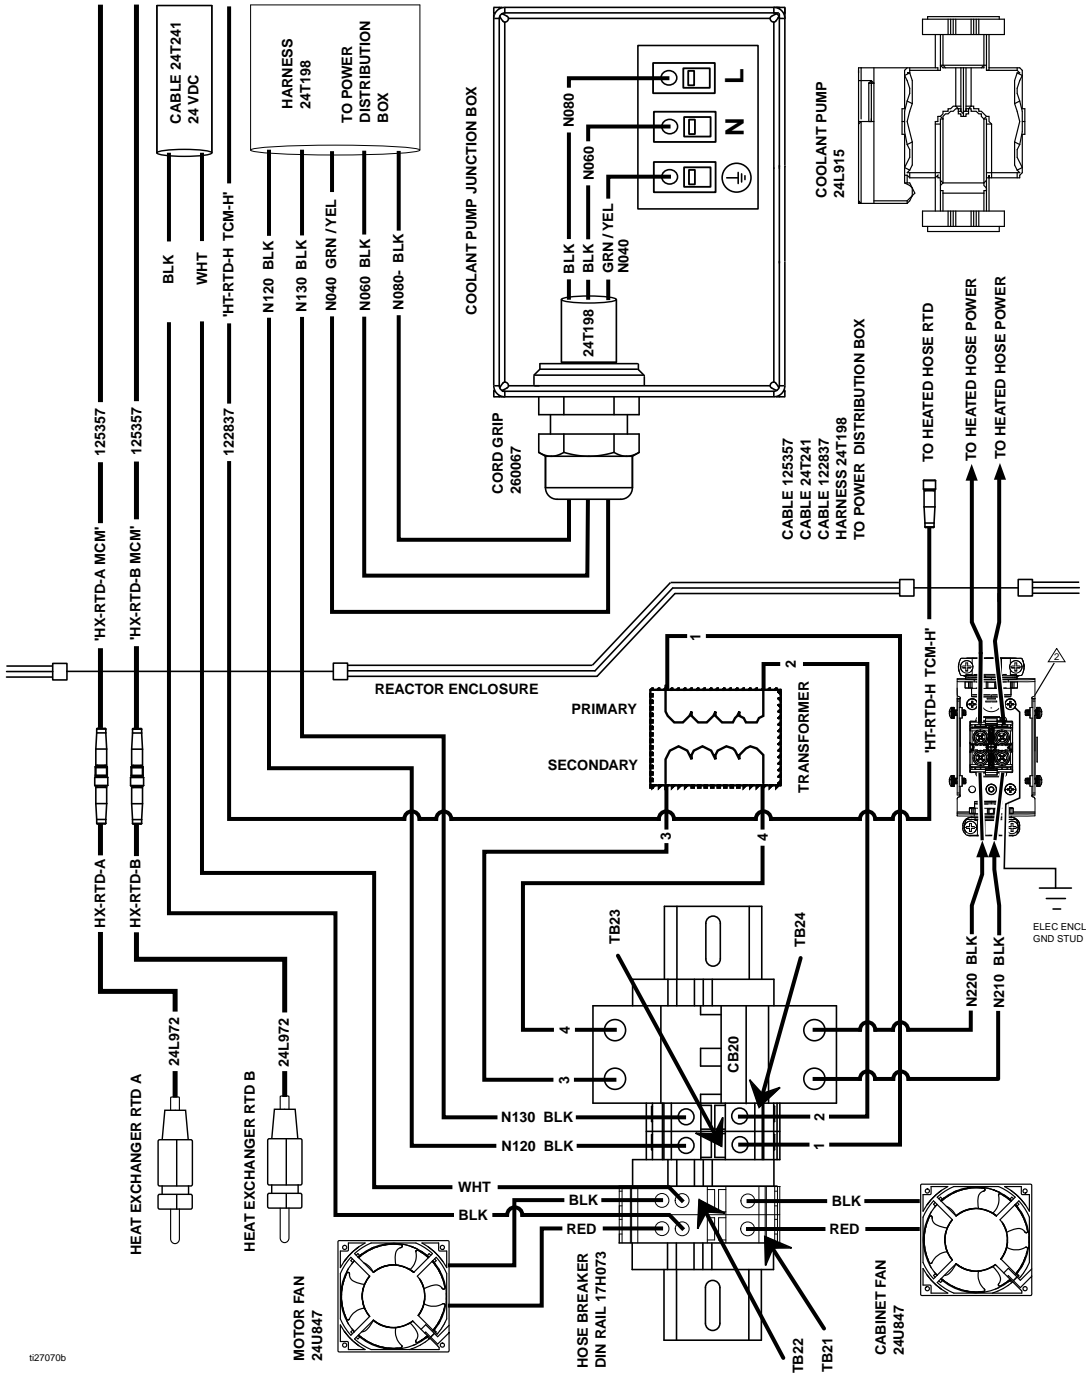 'HX-RTD-A MCM'
125357
'HX-RTD-B MCM'
125357
CABLE 24T241
24 VDC
BLK
WHT
122837
'HT-RTD-H TCM-H'
HARNESS
24T198
TO POWER
DISTRIBUTION
BOX
N120 BLK
N130 BLK
N040 GRN / YEL
N060 BLK
N080- BLK
COOLANT PUMP JUNCTION BOX
N080
N060
L
N
BLK
BLK
GRN / YEL
N040
24T198
CORD GRIP
260067
COOLANT PUMP
24L915
CABLE 125357
CABLE 24T241
CABLE 122837
HARNESS 24T198
TO POWER DISTRIBUTION BOX
TO HEATED HOSE RTD
TO HEATED HOSE POWER
TO HEATED HOSE POWER
REACTOR ENCLOSURE
PRIMARY
SECONDARY
TRANSFORMER
1
2
3
4
'HT-RTD-H TCM-H'
2
HX-RTD-A
HX-RTD-B
24L972
24L972
HEAT EXCHANGER RTD A
HEAT EXCHANGER RTD B
TB23
TB24
4
3
CB20
N220 BLK
N210 BLK
ELEC ENCL
GND STUD
N130 BLK
N120 BLK
2
1
WHT
BLK
BLK
RED
BLK
RED
MOTOR FAN
24U847
HOSE BREAKER
DIN RAIL 17H073
TB22
TB21
CABINET FAN
24U847
ti27070b